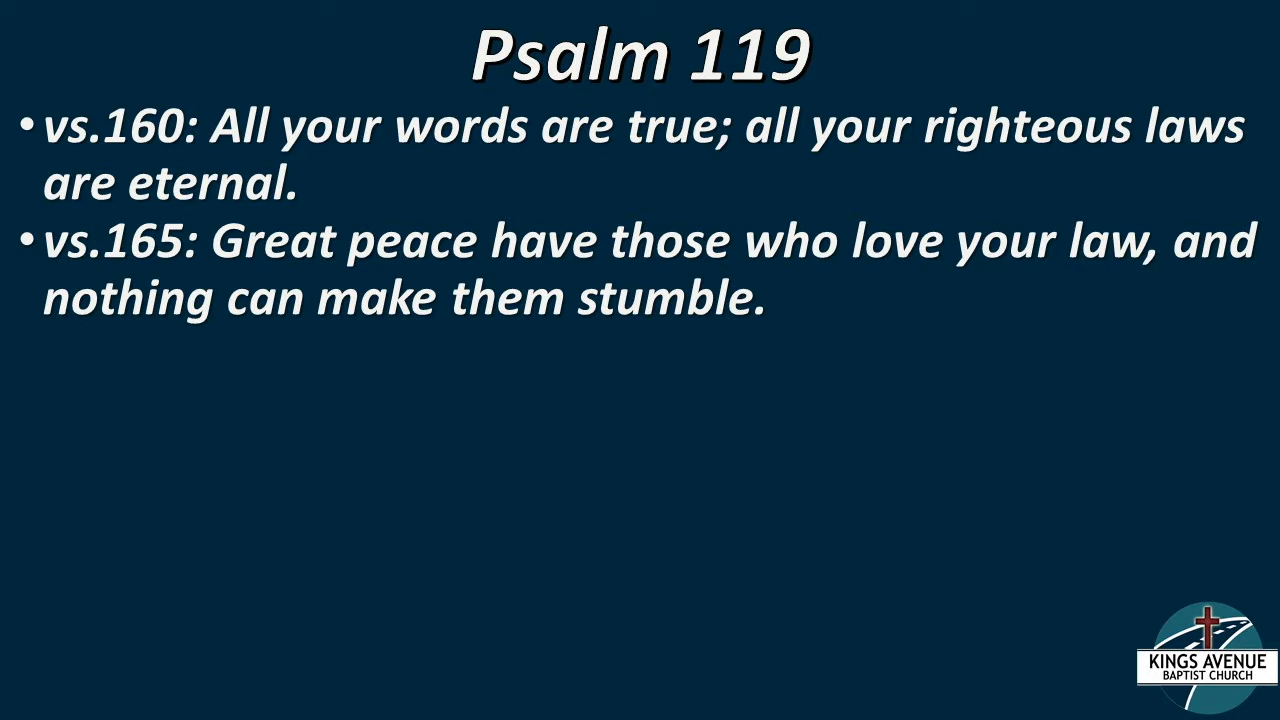 Psalm 119
• vs.160: All your words are true; all your righteous laws
are eternal.
• vs.165: Great peace have those who love your law, and
nothing can make them stumble.
KINGS AVENUE
BAPTIST CHURCH